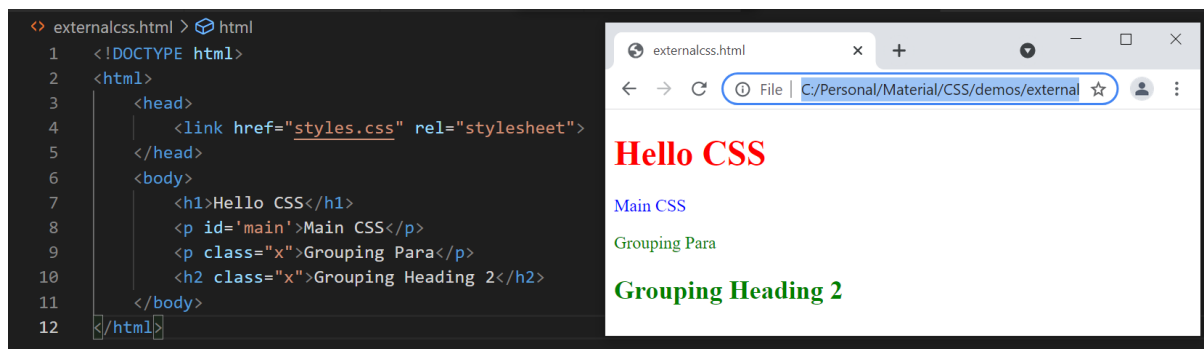 externalcss.html > html
1 <!DOCTYPE html>
2 <html>
3 <head>
4 <link href="styles.css" rel="stylesheet">
5 </head>
6 <body>
7 <h1>Hello CSS</h1>
8 <p id='main'>Main CSS</p>
9 <p class="x">Grouping Para</p>
10 <h2 class="x">Grouping Heading 2</h2>
11 </body>
12 </html>
externalcss.html
File | C:/Personal/Material/CSS/demos/external
Hello CSS
Main CSS
Grouping Para
Grouping Heading 2